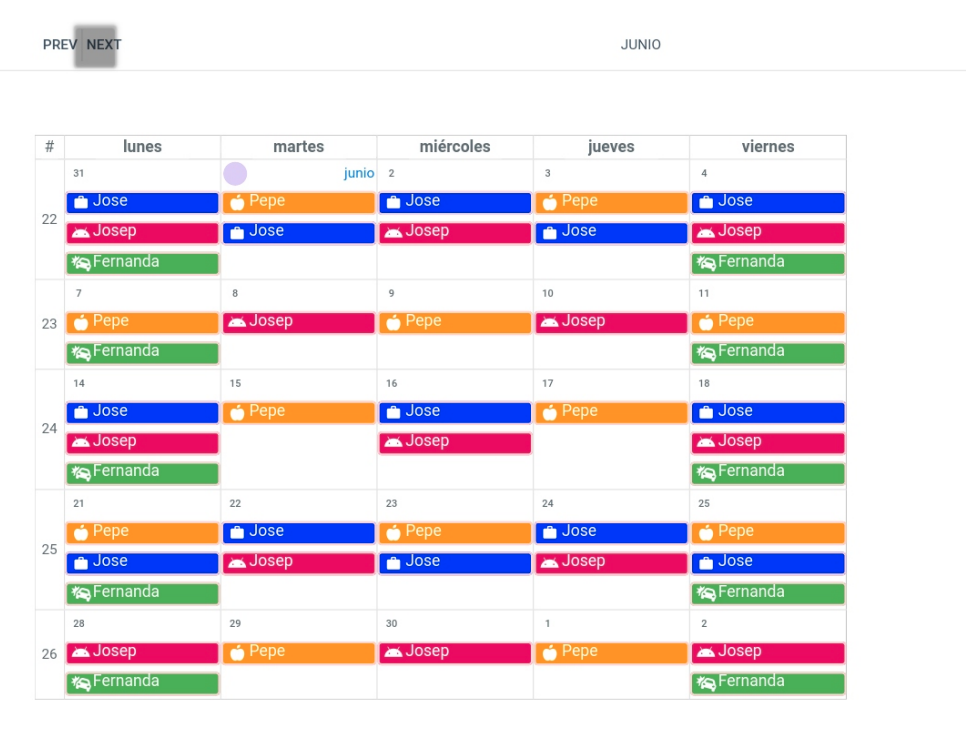 PREV NEXT JUNIO
# lunes martes miércoles jueves viernes
31 junio 2 3 4
Jose Pepe Jose Pepe Jose
22
Josep Jose Josep Jose Josep
Fernanda Fernanda
7 8 9 10 11
23 Pepe Josep Pepe Josep Pepe
Fernanda Fernanda
14 15 16 17 18
Jose Pepe Jose Pepe Jose
24
Josep Josep Josep
Fernanda Fernanda
21 22 23 24 25
Pepe Jose Pepe Jose Pepe
25
Jose Josep Jose Josep Jose
Fernanda Fernanda
28 29 30 1 2
26 Josep Pepe Josep Pepe Josep
Fernanda Fernanda